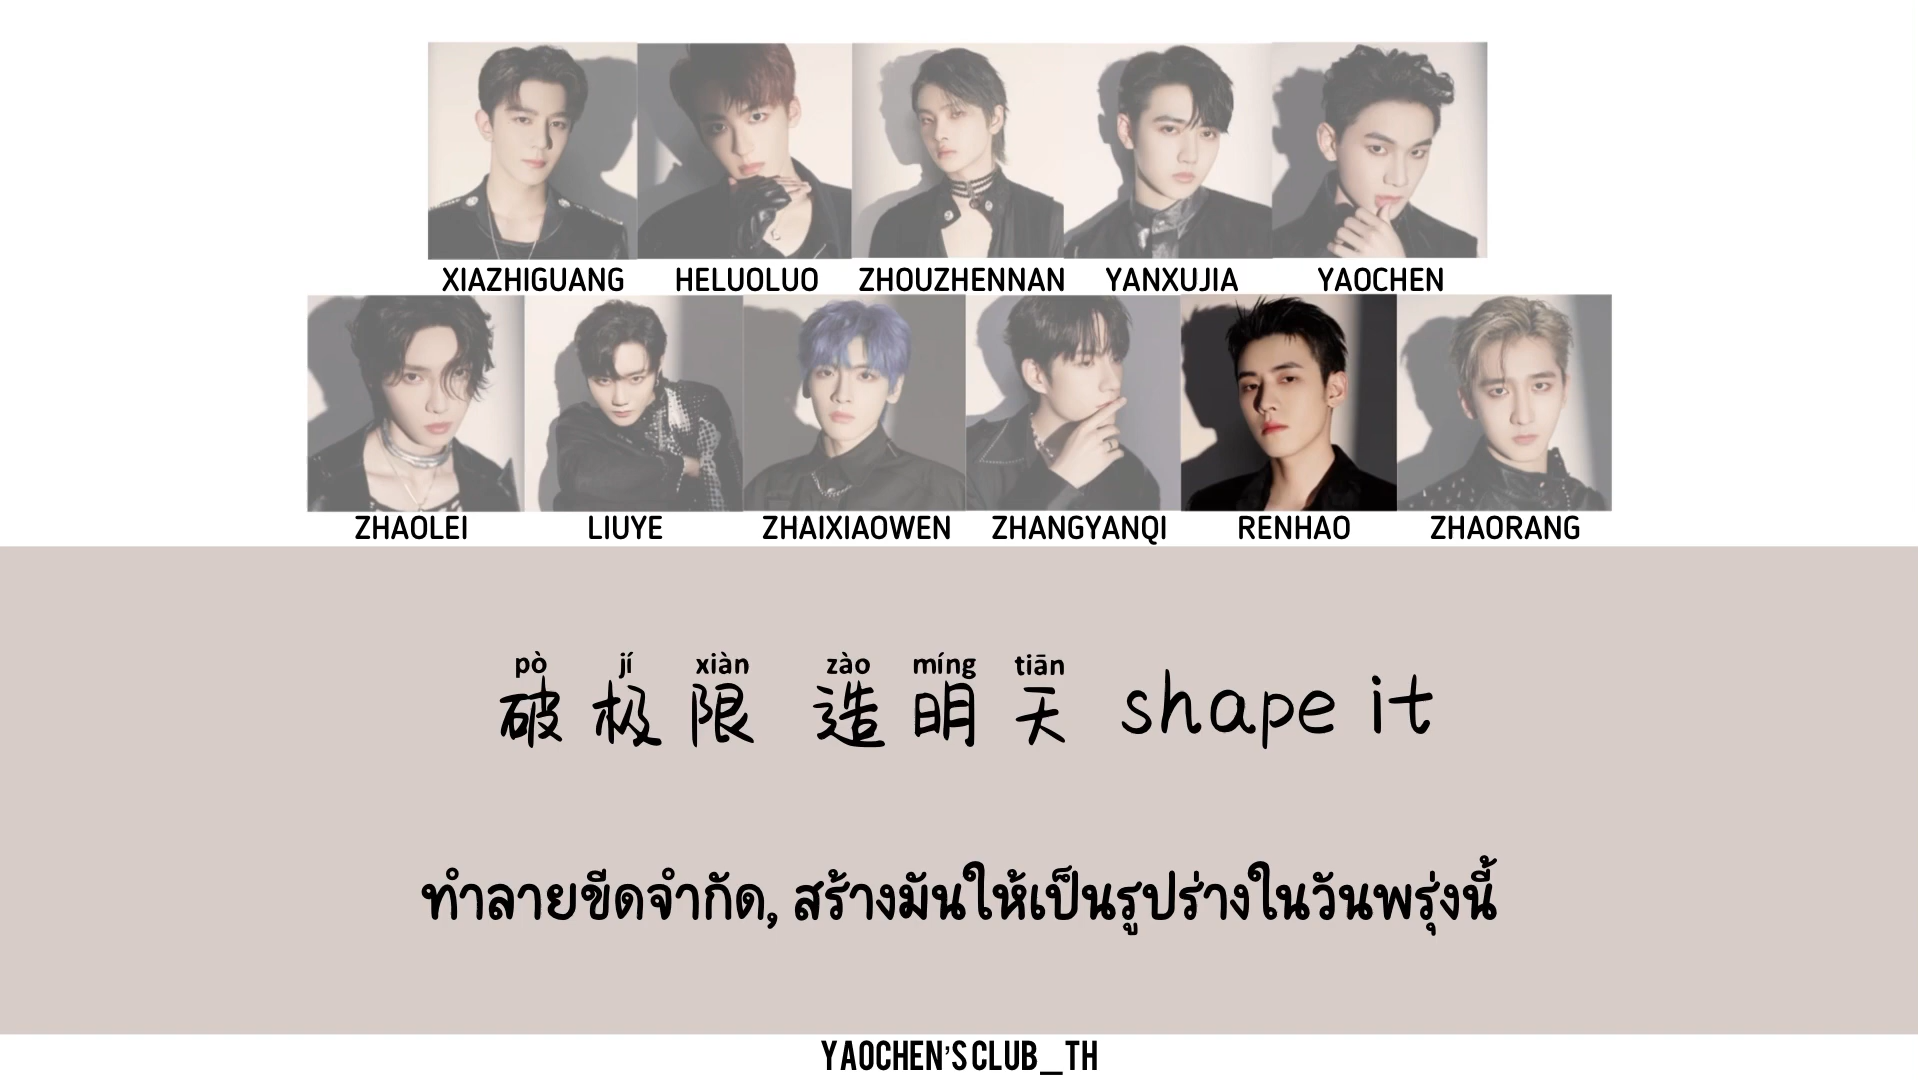 XIAZHIGUANG HELUOLUO ZHOUZHENNAN YANXUJIA YAOCHEN
ZHAOLEI LIUYE ZHAIXIAOWEN ZHANGYANQI RENHAO ZHAORANG
pò jí xiàn zào míng tiān
破极限 造明天 shape it
ทำลายขีดจำกัด, สร้างมันให้เป็นรูปร่างในวันพรุ่งนี้
YAOCHEN'S CLUB_TH